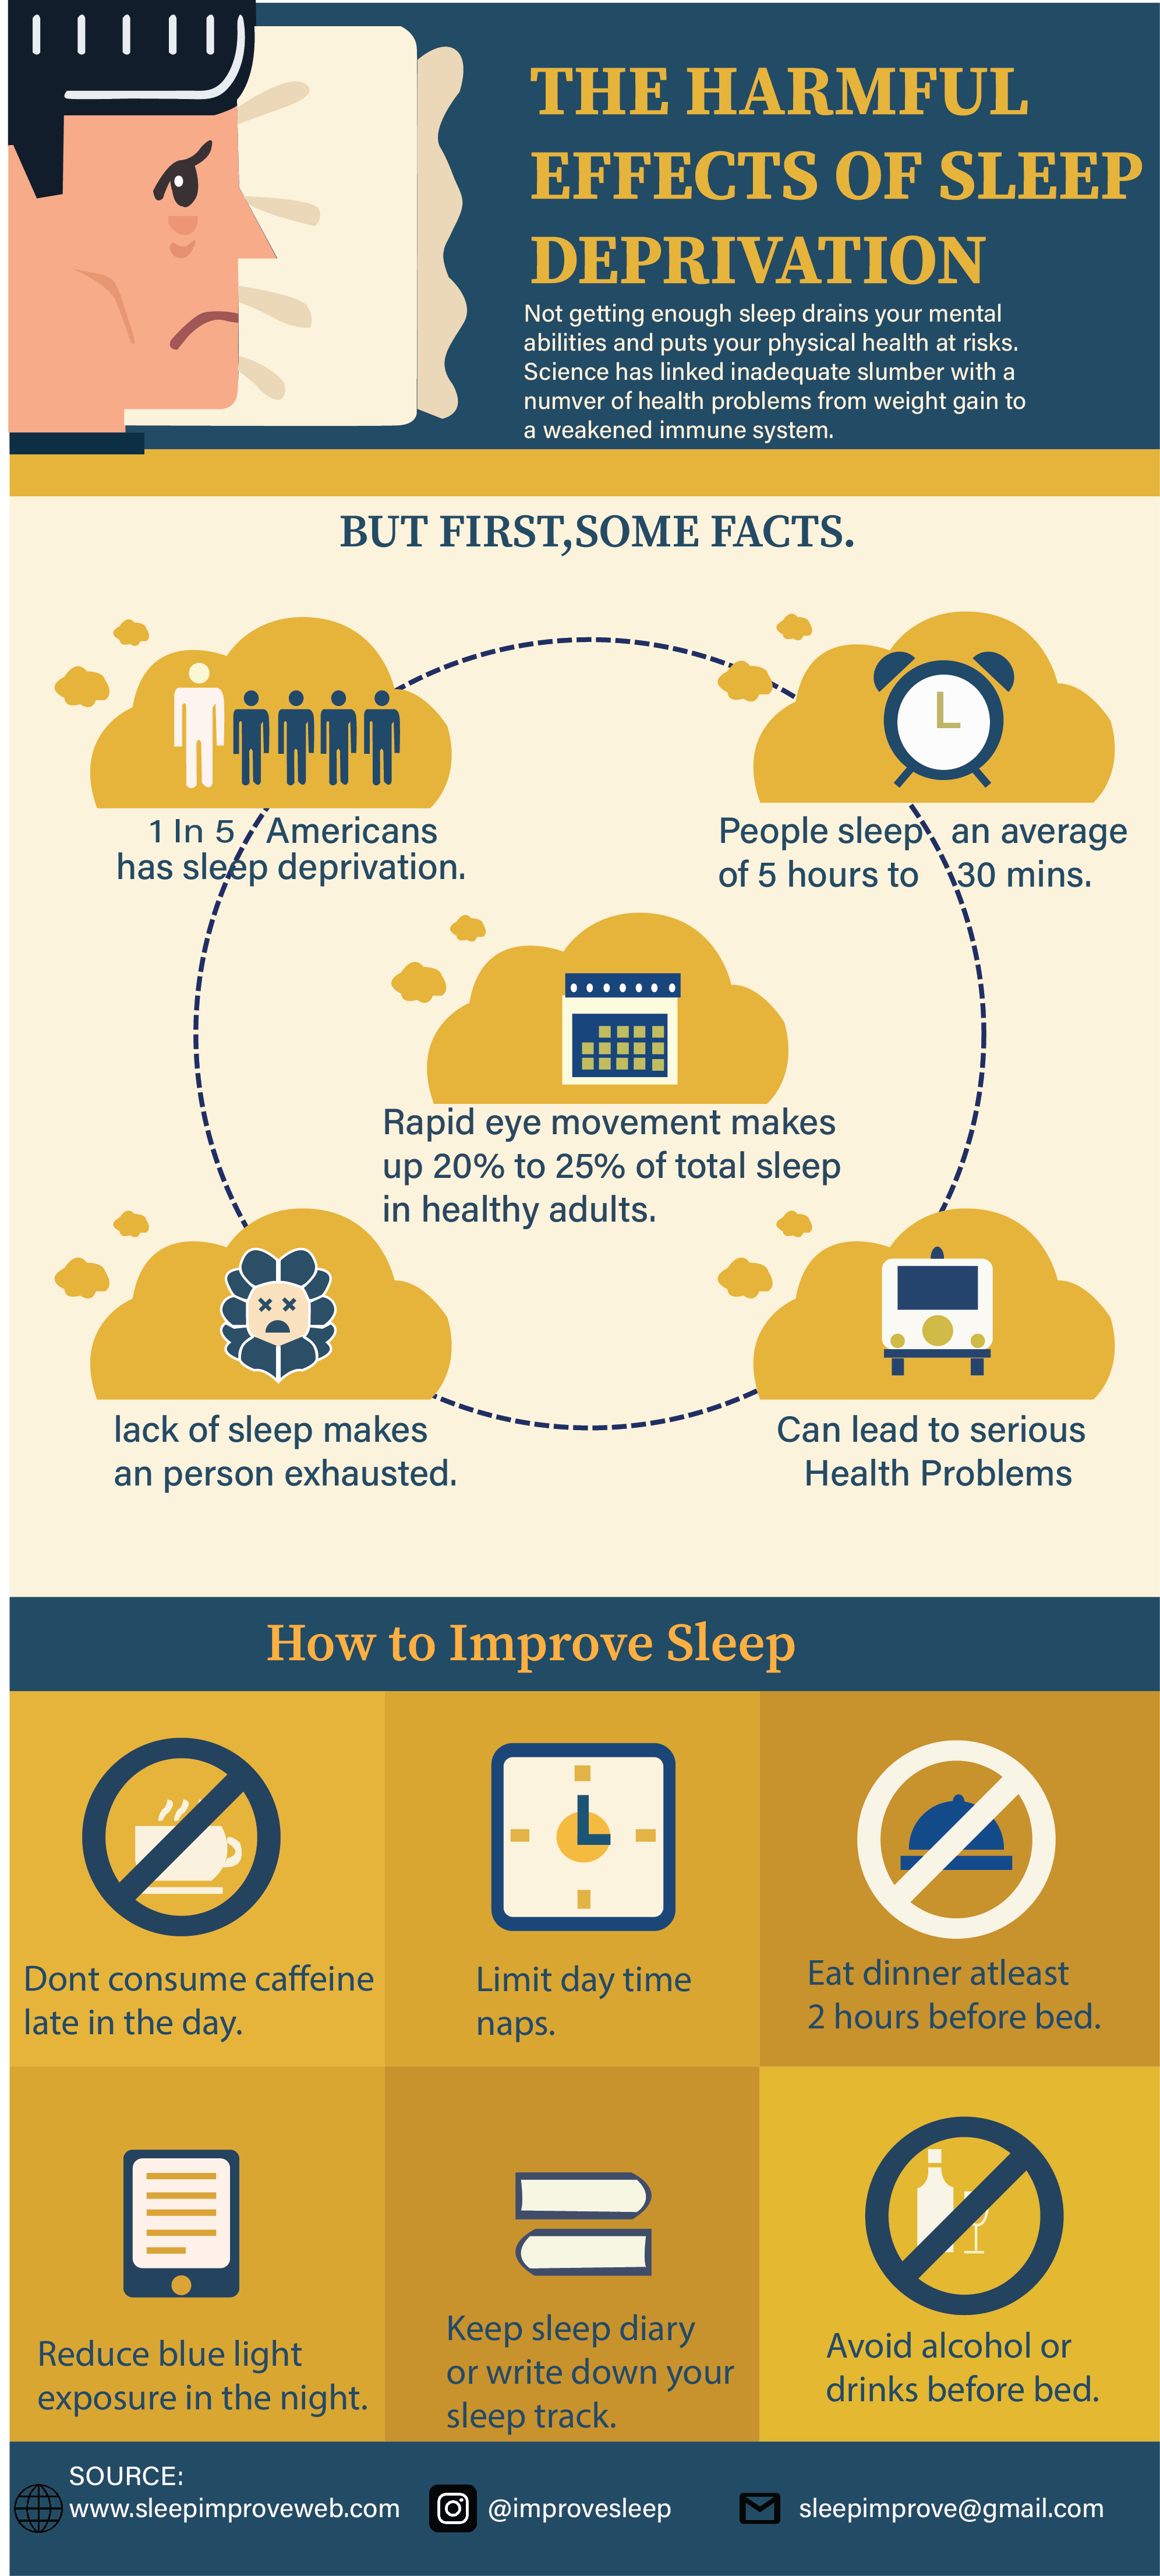 THE HARMFUL
EFFECTS OF SLEEP
DEPRIVATION
Not getting enough sleep drains your mental
abilities and puts your physical health at risks.
Science has linked inadequate slumber with a
numver of health problems from weight gain to
a weakened immune system.
BUT FIRST,SOME FACTS.
1 In 5 Americans
has sleep deprivation.
People sleep an average
of 5 hours to 30 mins.
Rapid eye movement makes
up 20% to 25% of total sleep
in healthy adults.
lack of sleep makes
an person exhausted.
Can lead to serious
Health Problems
How to Improve Sleep
Dont consume caffeine
late in the day.
Limit day time
naps.
Eat dinner atleast
2 hours before bed.
Reduce blue light
exposure in the night.
Keep sleep diary
or write down your
sleep track.
Avoid alcohol or
drinks before bed.
SOURCE:
www.sleepimproveweb.com
@improvesleep
sleepimprove@gmail.com